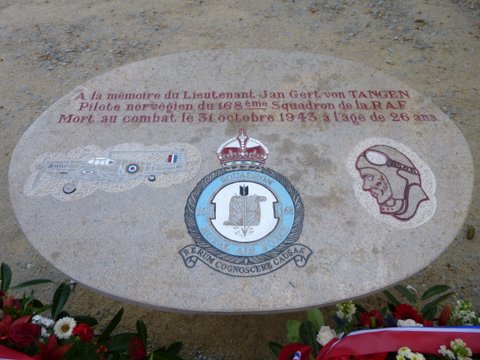 A la mémoire du Lieutenant Jan Gert von TANGEN
Pilote norvégien du 168ème Squadron de la RAF
Mort au combat le 31 Octobre 1943 à l'âge de 26 ans
SQUADRON
168
ROYAL AIR FORCE
RERUM COGNOSCERE CAUSAS